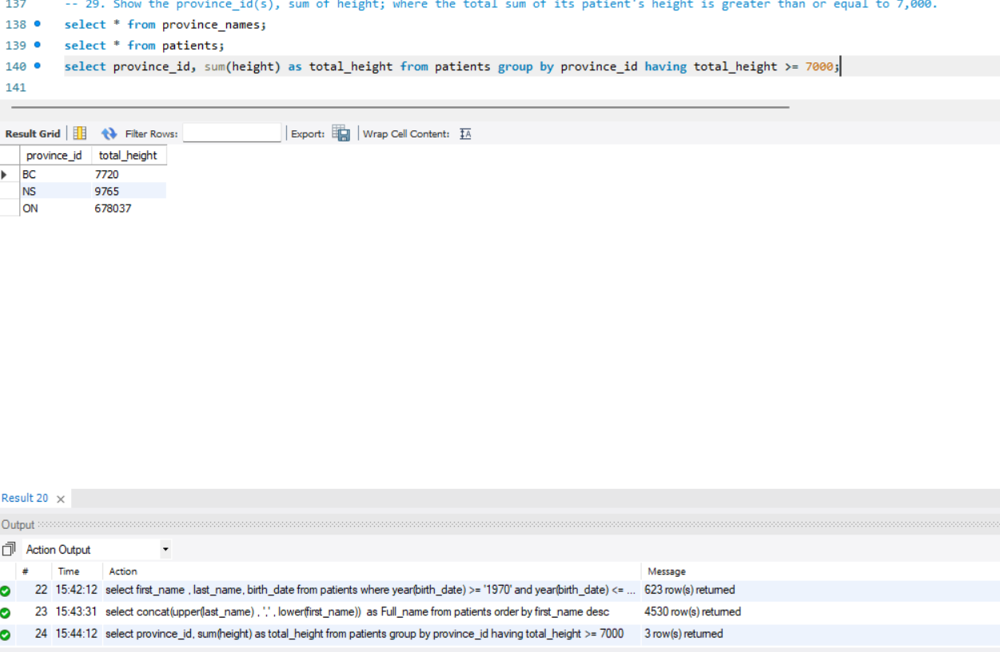 137 -- 29. Show the province_id(s), sum of height; where the total sum of its patient's height is greater than or equal to 7,000.
138 select * from province_names;
139 select * from patients;
140 select province_id, sum(height) as total_height from patients group by province_id having total_height >= 7000;
141
Result Grid Filter Rows: Export: Wrap Cell Content: IA
province_id total_height
BC 7720
NS 9765
ON 678037
Result 20 ×
Output
Action Output
# Time Action Message
22 15:42:12 select first_name , last_name, birth_date from patients where year(birth_date) >= '1970' and year(birth_date) <= ... 623 row(s) returned
23 15:43:31 select concat(upper(last_name) , ',' , lower(first_name)) as Full_name from patients order by first_name desc 4530 row(s) returned
24 15:44:12 select province_id, sum(height) as total_height from patients group by province_id having total_height >= 7000 3 row(s) returned